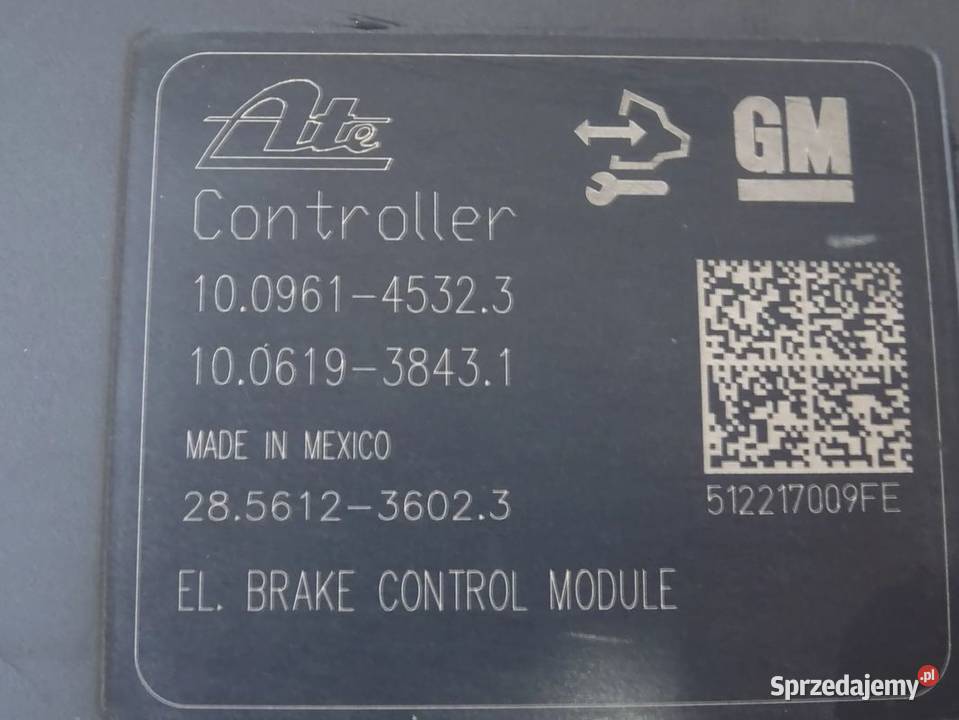 Ate
GM
Controller
10.0961-4532.3
10.0619-3843.1
MADE IN MEXICO
28.5612-3602.3
512217009FE
EL. BRAKE CONTROL MODULE
Sprzedajemy.pl